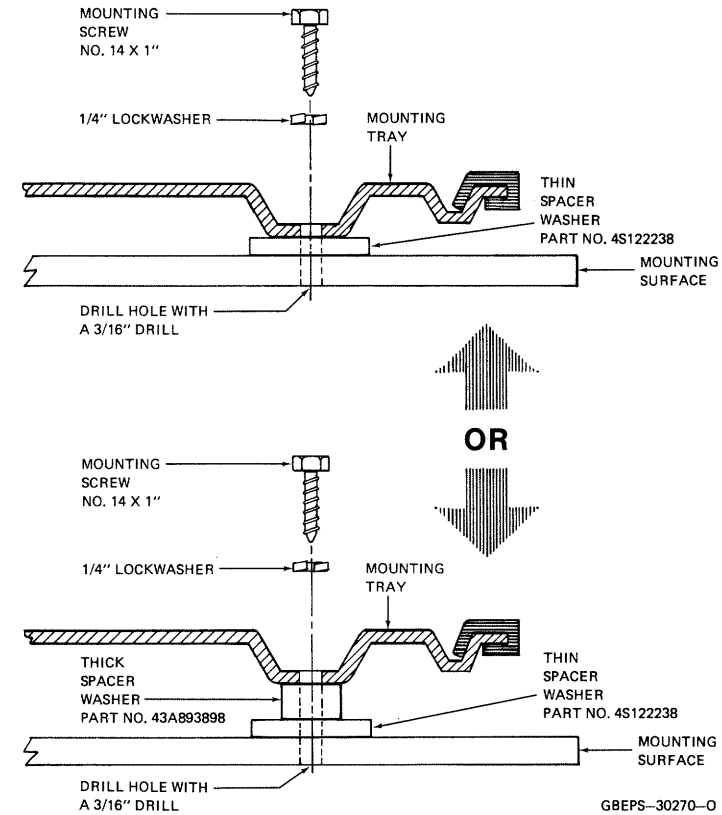 MOUNTING
SCREW
NO. 14 X 1"
1/4" LOCKWASHER
MOUNTING
TRAY
THIN
SPACER
WASHER
PART NO. 4S122238
MOUNTING
SURFACE
DRILL HOLE WITH
A 3/16" DRILL
OR
MOUNTING
SCREW
NO. 14 X 1"
1/4" LOCKWASHER
MOUNTING
TRAY
THICK
SPACER
WASHER
PART NO. 43A893898
THIN
SPACER
WASHER
PART NO. 4S122238
MOUNTING
SURFACE
DRILL HOLE WITH
A 3/16" DRILL
GBEPS-30270-O